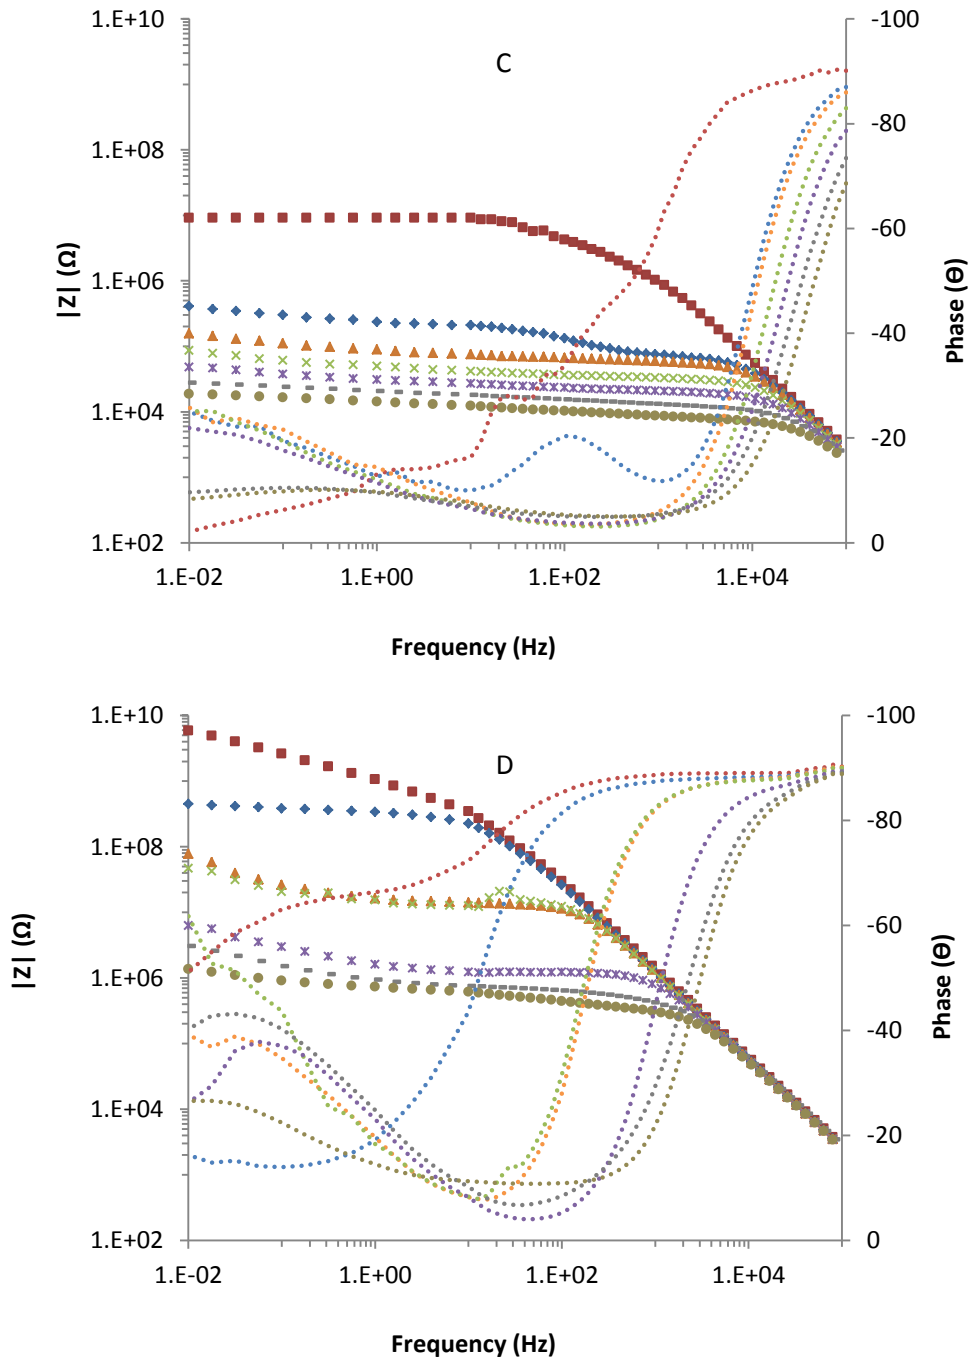 C
1.E+10
1.E+08
1.E+06
1.E+04
1.E+02
|Z| (Ω)
-100
-80
-60
-40
-20
0
Phase (Θ)
1.E-02
1.E+00
1.E+02
1.E+04
Frequency (Hz)
D
1.E+10
1.E+08
1.E+06
1.E+04
1.E+02
|Z| (Ω)
-100
-80
-60
-40
-20
0
Phase (Θ)
1.E-02
1.E+00
1.E+02
1.E+04
Frequency (Hz)